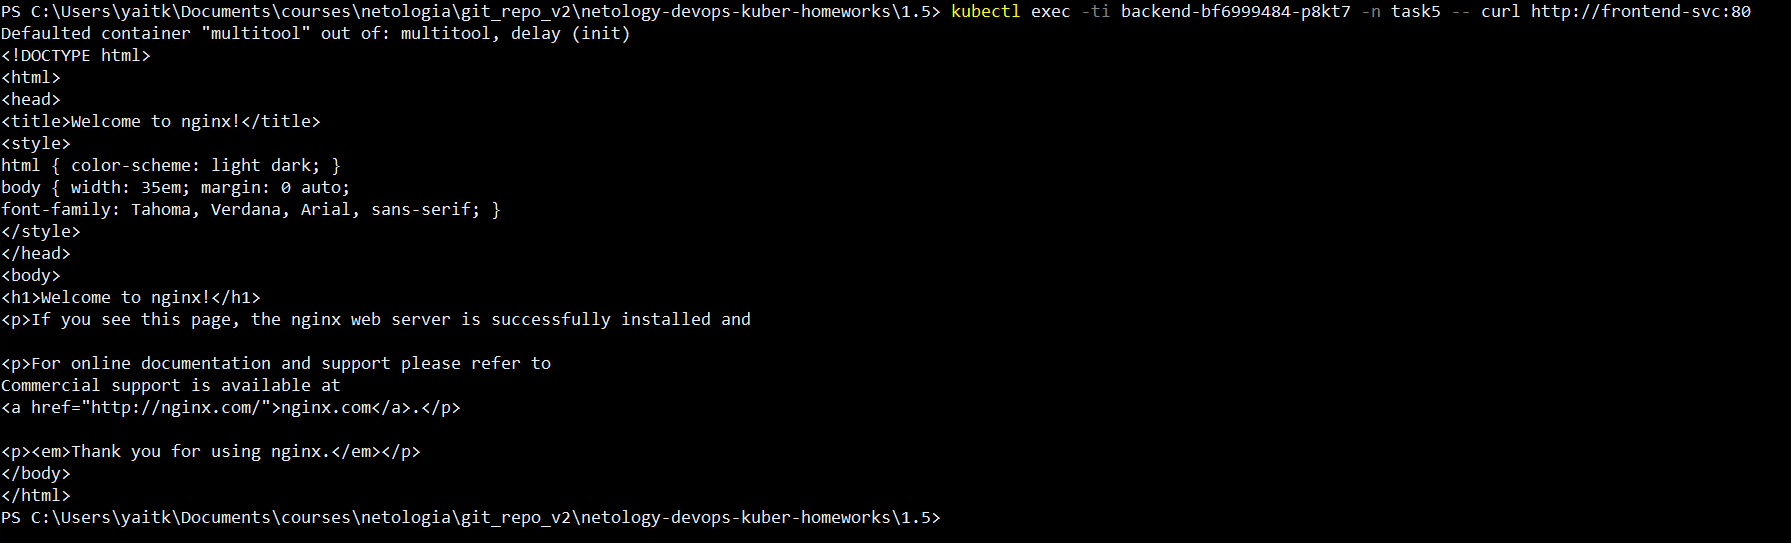 PS C:\Users\yaitk\Documents\courses\netologia\git_repo_v2\netology-devops-kuber-homeworks\1.5> kubectl exec -ti backend-bf6999484-p8kt7 -n task5 -- curl http://frontend-svc:80
Defaulted container "multitool" out of: multitool, delay (init)
<!DOCTYPE html>
<html>
<head>
<title>Welcome to nginx!</title>
<style>
html { color-scheme: light dark; }
body { width: 35em; margin: 0 auto;
font-family: Tahoma, Verdana, Arial, sans-serif; }
</style>
</head>
<body>
<h1>Welcome to nginx!</h1>
<p>If you see this page, the nginx web server is successfully installed and
<p>For online documentation and support please refer to
Commercial support is available at
<a href="http://nginx.com/">nginx.com</a>.</p>
<p><em>Thank you for using nginx.</em></p>
</body>
</html>
PS C:\Users\yaitk\Documents\courses\netologia\git_repo_v2\netology-devops-kuber-homeworks\1.5>